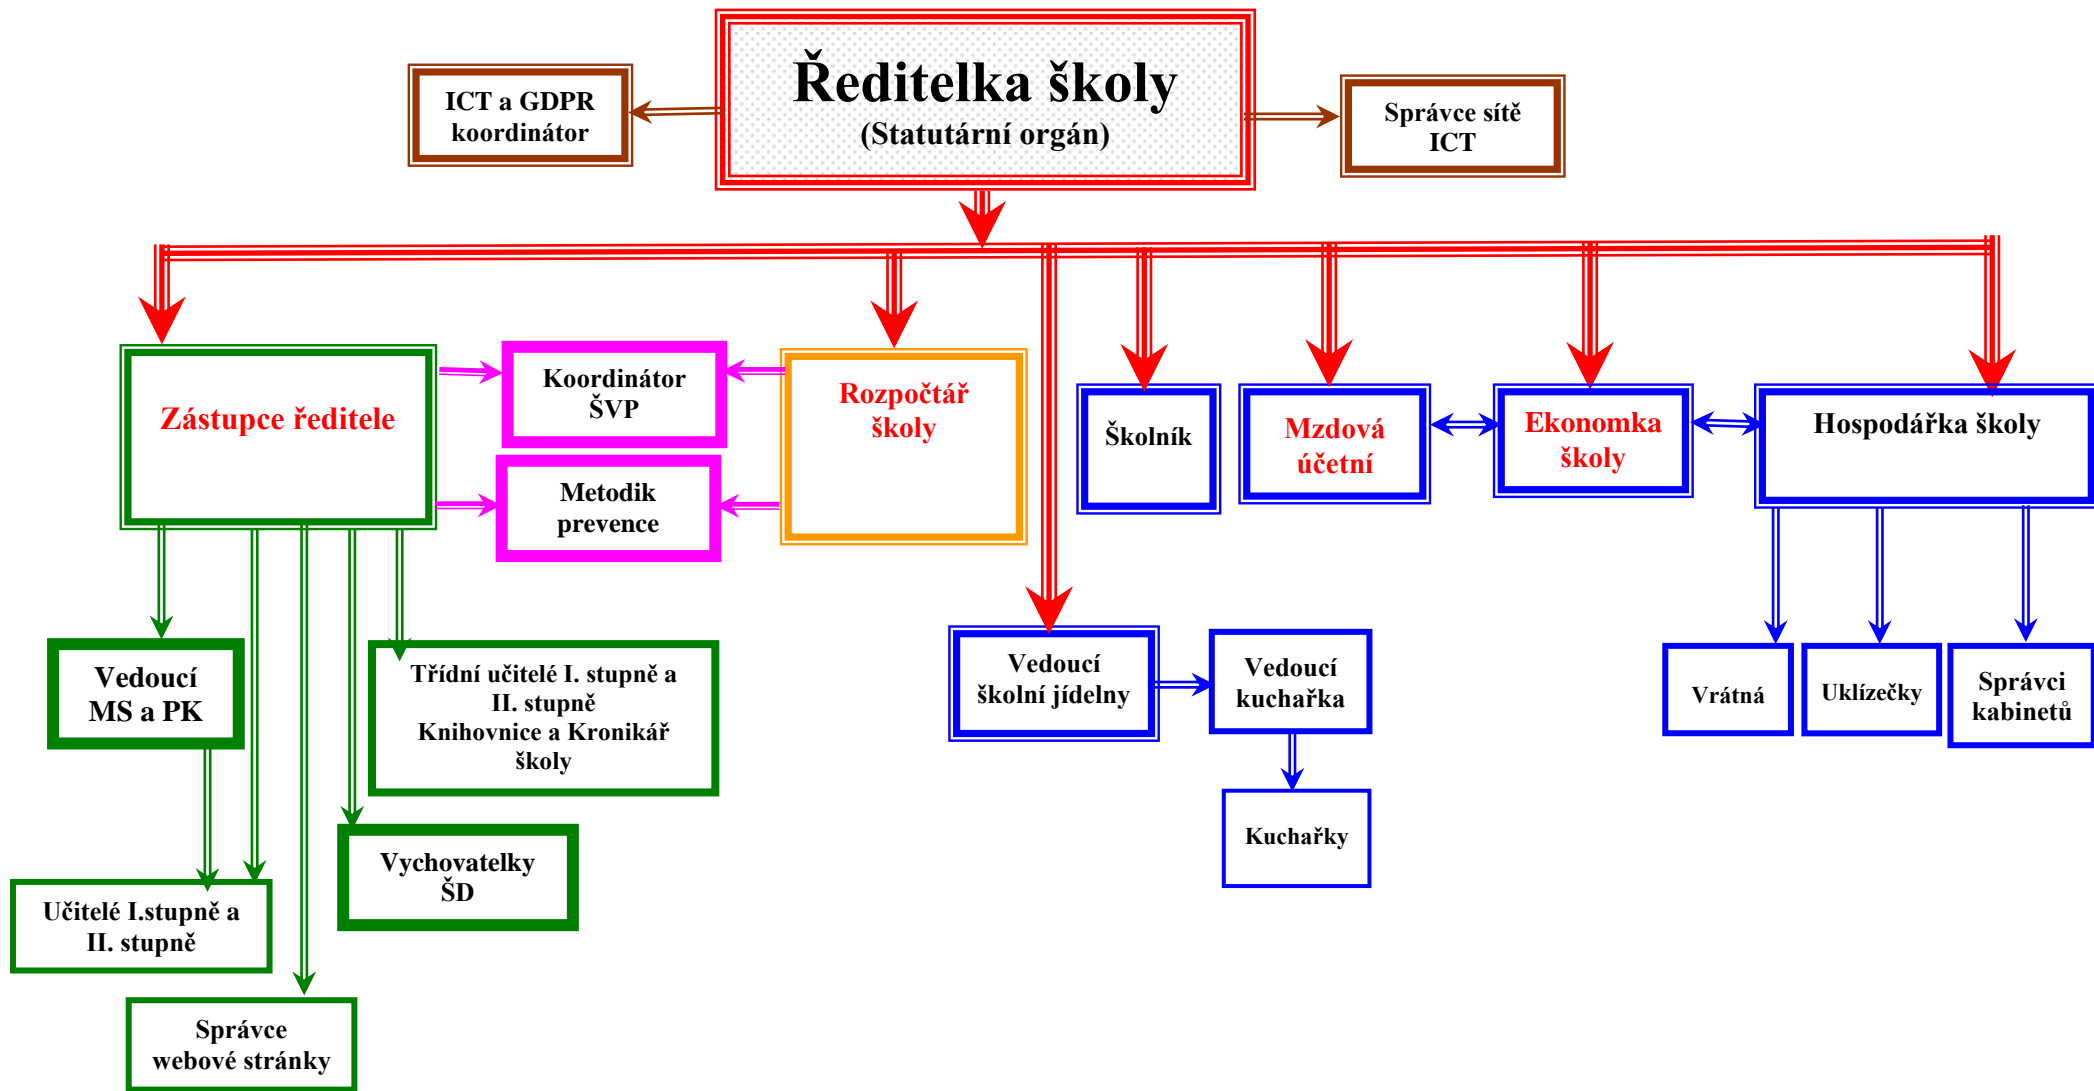 Ředitelka školy
(Statutární orgán)
ICT a GDPR
koordinátor
Správce sítě
ICT
Zástupce ředitele
Koordinátor
ŠVP
Metodik
prevence
Rozpočtář
školy
Školník
Mzdová
účetní
Ekonomka
školy
Hospodářka školy
Vedoucí
MS a PK
Třídní učitelé I. stupně a
II. stupně
Knihovnice a Kronikář
školy
Vedoucí
školní jídelny
Vedoucí
kuchařka
Vrátná
Uklízečky
Správci
kabinetů
Kuchařky
Vychovatelky
ŠD
Učitelé I.stupně a
II. stupně
Správce
webové stránky